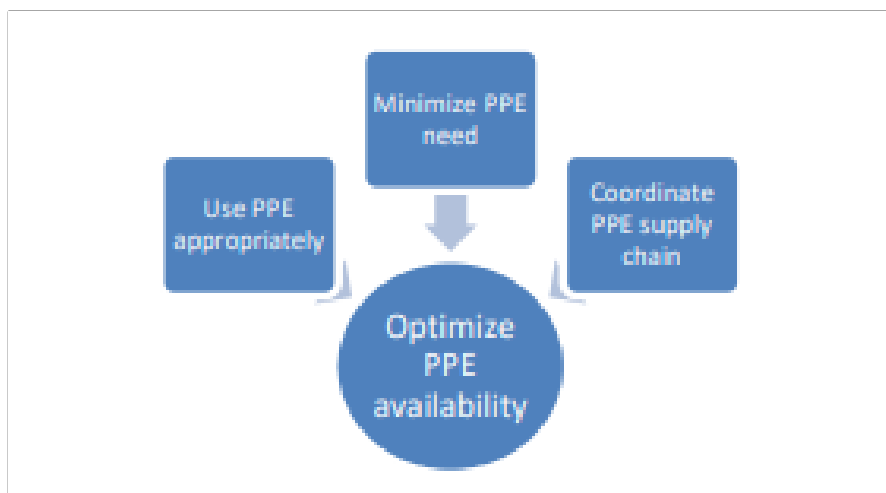 Minimize PPE
need
Use PPE
appropriately
Coordinate
PPE supply
chain
Optimize
PPE
availability